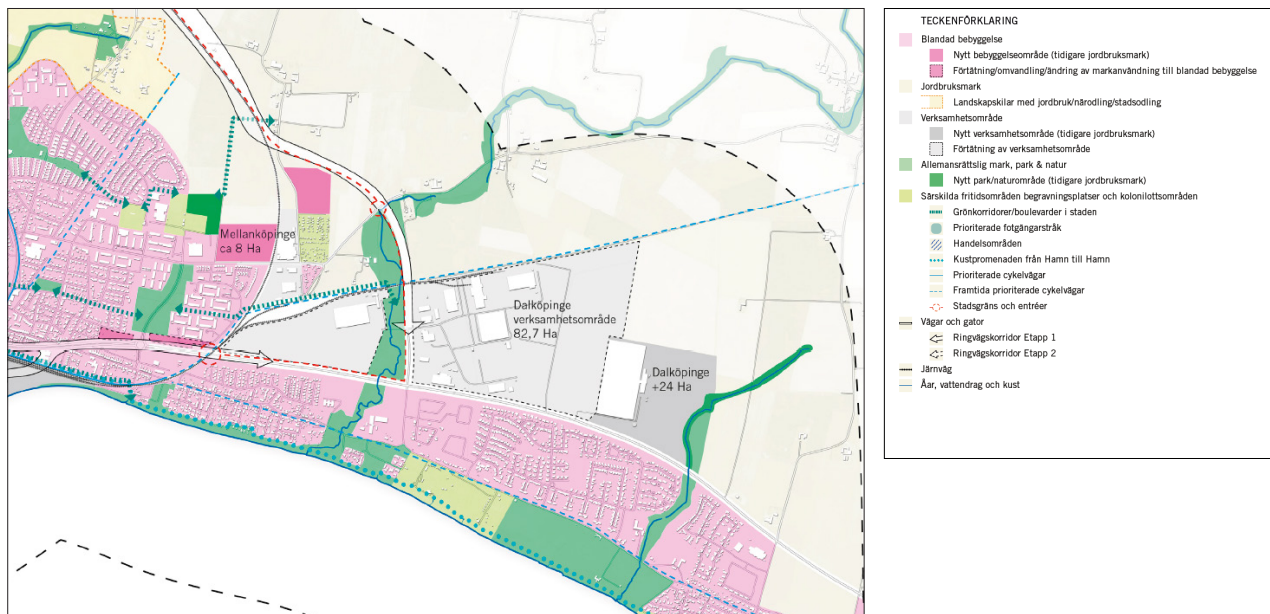 Mellanköpinge
ca 8 Ha
Dalköpinge
verksamhetsområde
82,7 Ha
Dalköpinge
+24 Ha
TECKENFÖRKLARING
Blandad bebyggelse
Nytt bebyggelseområde (tidigare jordbruksmark)
Förtätning/omvandling/ändring av markanvändning till blandad bebyggelse
Jordbruksmark
Landskapskilar med jordbruk/närodling/stadsodling
Verksamhetsområde
Nytt verksamhetsområde (tidigare jordbruksmark)
Förtätning av verksamhetsområde
Allemansrättslig mark, park & natur
Nytt park/naturområde (tidigare jordbruksmark)
Särskilda fritidsområden begravningsplatser och kolonilottsområden
Grönkorridorer/boulevarder i staden
Prioriterade fotgängarstråk
Handelsområden
Kustpromenaden från Hamn till Hamn
Prioriterade cykelvägar
Framtida prioriterade cykelvägar
Stadsgräns och entréer
Vägar och gator
Ringvägskorridor Etapp 1
Ringvägskorridor Etapp 2
Järnväg
Åar, vattendrag och kust